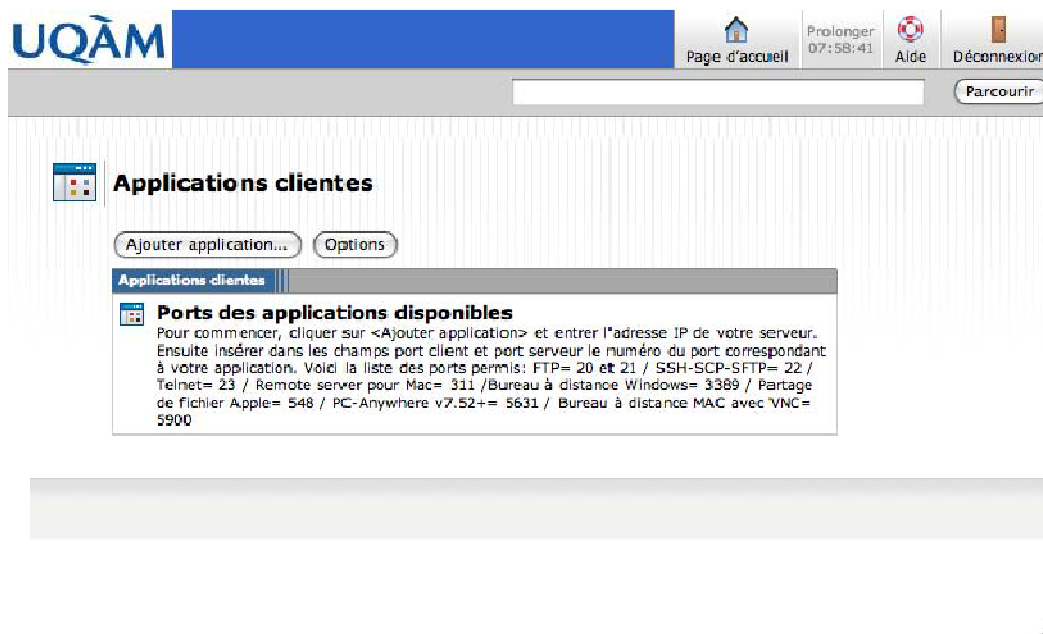 UQÀM
Page d'accueil
Prolonger
07:58:41
Aide
Déconnexion
Parcourir
Applications clientes
Ajouter application...
Options
Applications clientes
Ports des applications disponibles
Pour commencer, cliquer sur <Ajouter application> et entrer l'adresse IP de votre serveur.
Ensuite insérer dans les champs port client et port serveur le numéro du port correspondant
à votre application. Voici la liste des ports permis: FTP= 20 et 21 / SSH-SCP-SFTP= 22 /
Telnet= 23 / Remote server pour Mac= 311 /Bureau à distance Windows= 3389 / Partage
de fichier Apple= 548 / PC-Anywhere v7.52+= 5631 / Bureau à distance MAC avec VNC=
5900